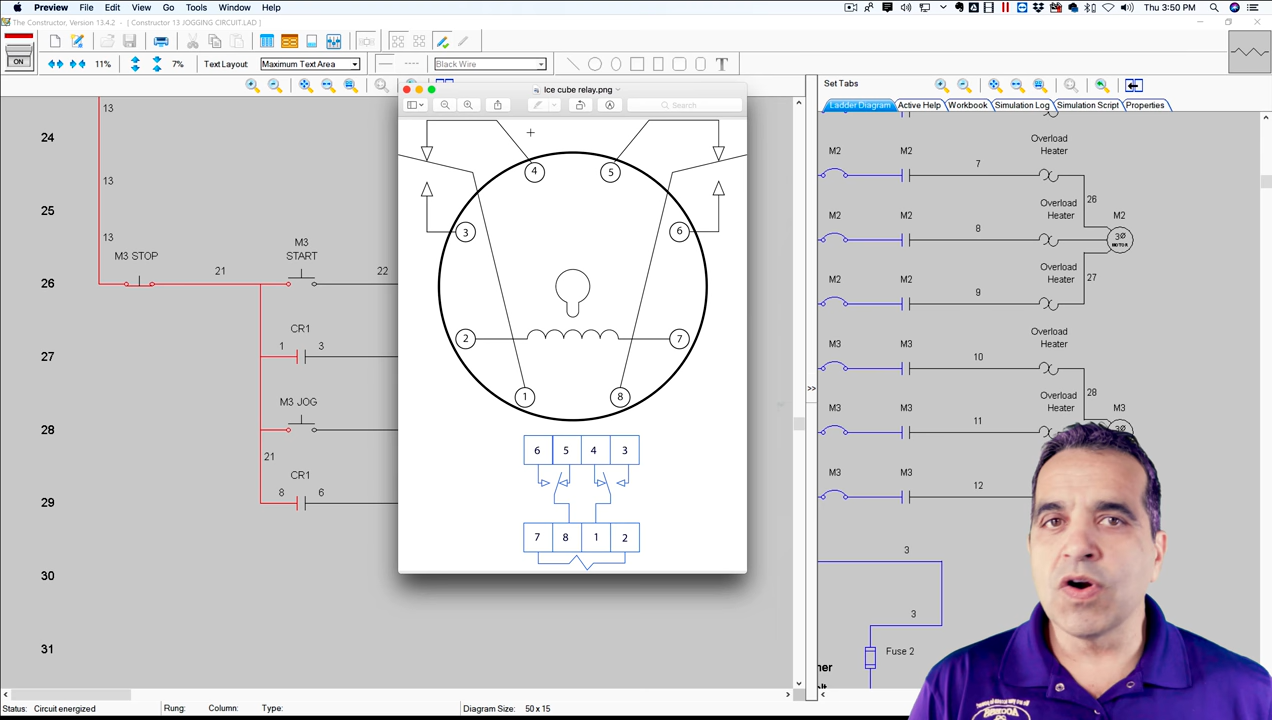 Preview File Edit View Go Tools Window Help Thu 3:50 PM
The Constructor, Version 13.4.2 - [ Constructor 13 JOGGING CIRCUIT.LAD ]
ON
11% 7% Text Layout: Maximum Text Area Black Wire T
Ice cube relay.png
Search
Set Tabs
Ladder Diagram Active Help Workbook Simulation Log Simulation Script Properties
13
24
13
25
13
M3 STOP
21
M3
START
22
26
CR1
1 3
27
M3 JOG
28
21
CR1
8 6
29
30
31
4 5
3 6
2 7
1 8
6 5 4 3
7 8 1 2
Overload
Heater
M2 M2 7
26
Overload
Heater
M2 M2 8
M2
3Ø
MOTOR
Overload
Heater
27
M2 M2 9
Overload
Heater
M3 M3 10
28
Overload
Heater
M3
M3 M3 11
3Ø
M3 M3 12
3
3
Fuse 2
Status: Circuit energized Rung: Column: Type: Diagram Size: 50 x 15